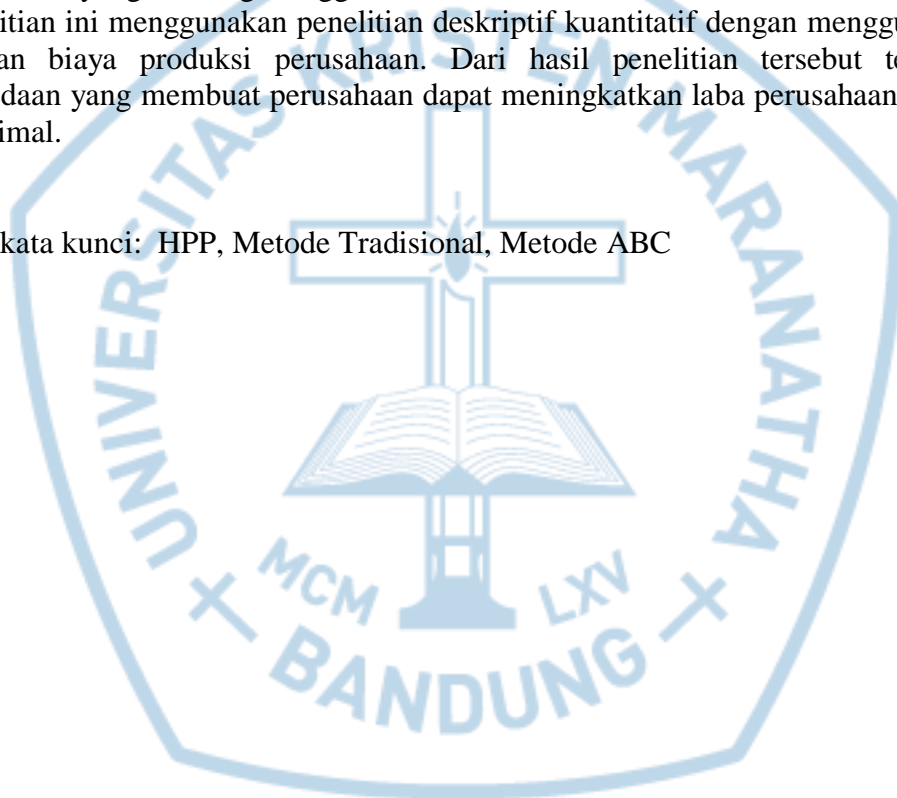 itian ini menggunakan penelitian deskriptif kuantitatif dengan menggu
an biaya produksi perusahaan. Dari hasil penelitian tersebut te
daan yang membuat perusahaan dapat meningkatkan laba perusahaan
imal.
kata kunci: HPP, Metode Tradisional, Metode ABC
UNIVERSITAS KRISTEN MARANATHA
MCM LXV
BANDUNG